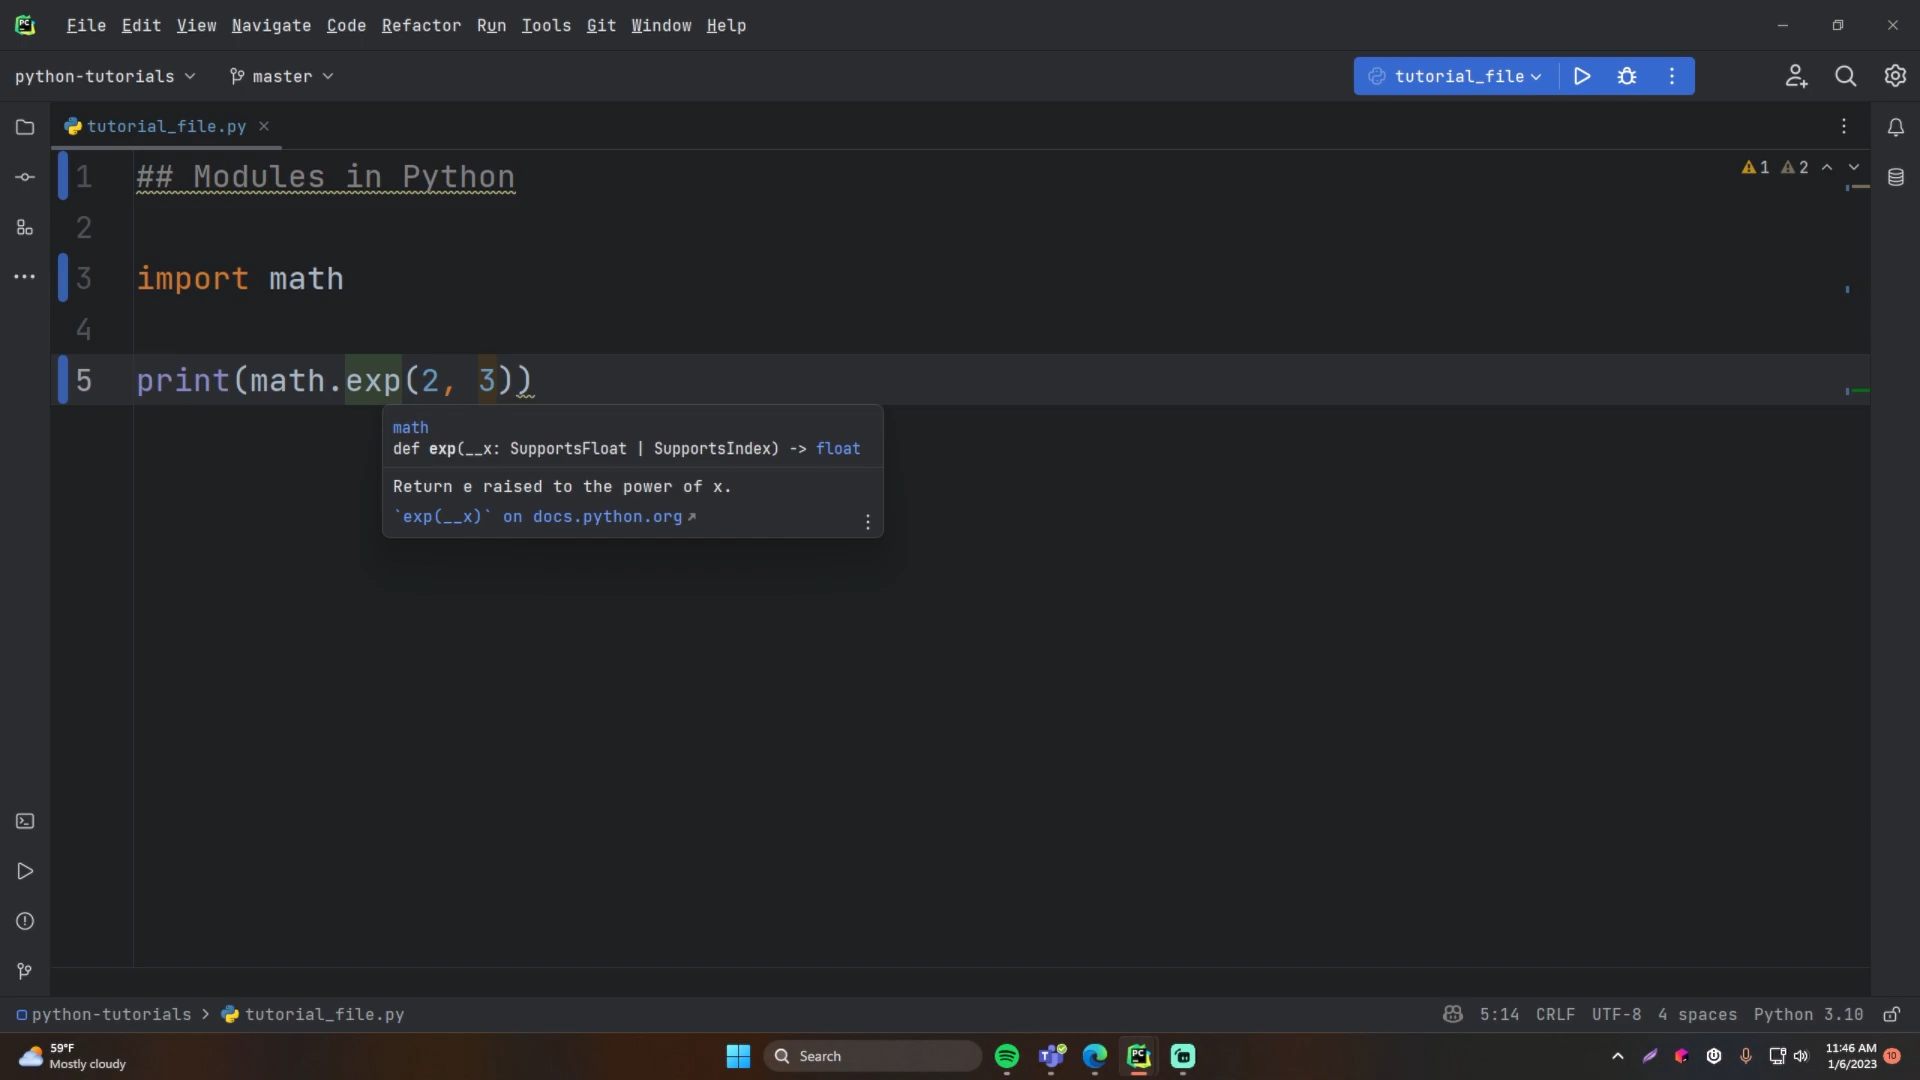 File Edit View Navigate Code Refactor Run Tools Git Window Help
python-tutorials master tutorial_file
tutorial_file.py
1 ## Modules in Python
1 2
2
3 import math
4
5 print(math.exp(2, 3))
math
def exp(__x: SupportsFloat | SupportsIndex) -> float
Return e raised to the power of x.
`exp(__x)` on docs.python.org
python-tutorials > tutorial_file.py 5:14 CRLF UTF-8 4 spaces Python 3.10
59°F
Mostly cloudy
Search
11:46 AM
1/6/2023
10